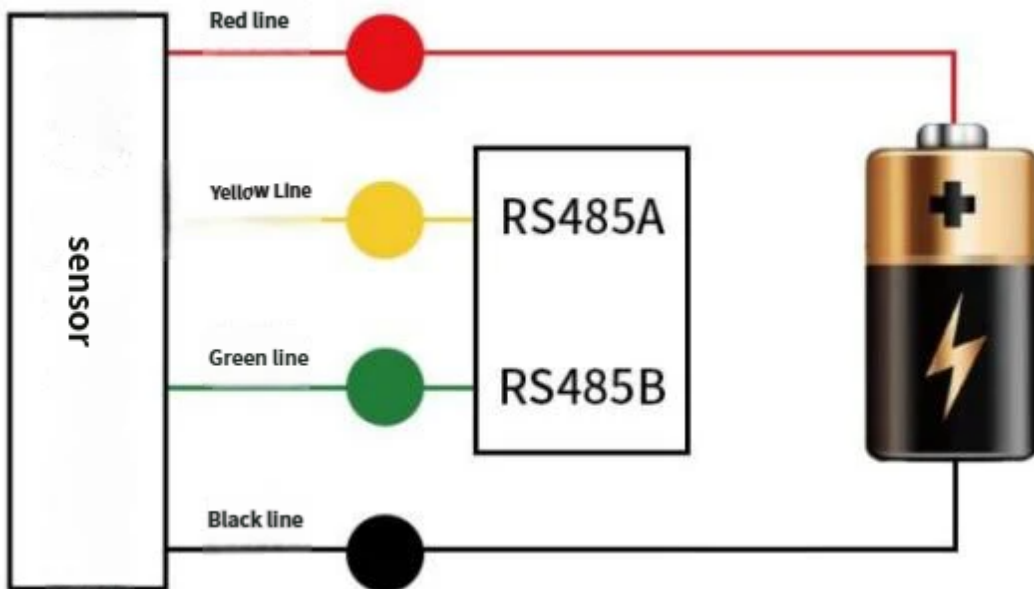 Red line
Yellow Line
RS485A
sensor
Green line
RS485B
Black line